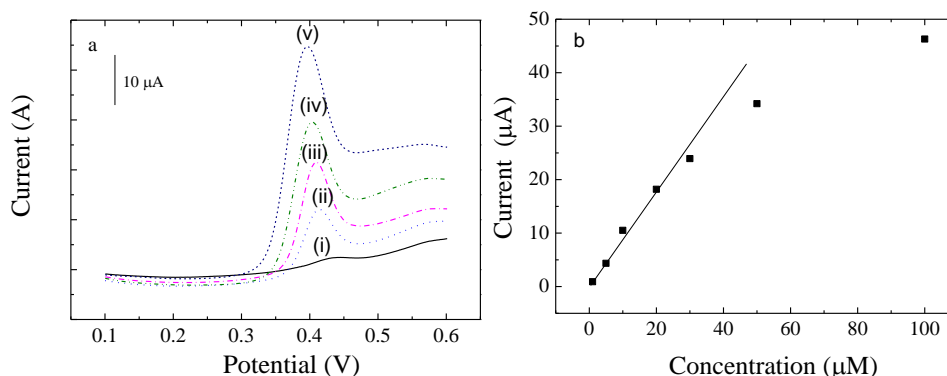 a
10 μA
(v)
(iv)
(iii)
(ii)
(i)
Current (A)
0.1 0.2 0.3 0.4 0.5 0.6
Potential (V)
b
50
40
30
20
10
0
Current (μA)
0 20 40 60 80 100
Concentration (μM)